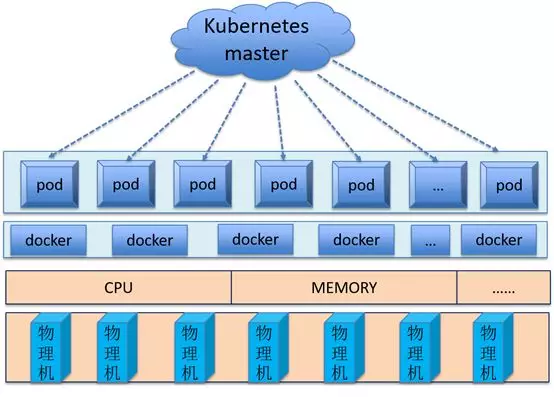 Kubernetes
master
pod pod pod pod pod ... pod
docker docker docker docker ... docker
CPU MEMORY ......
物理机 物理机 物理机 物理机 物理机 物理机 物理机